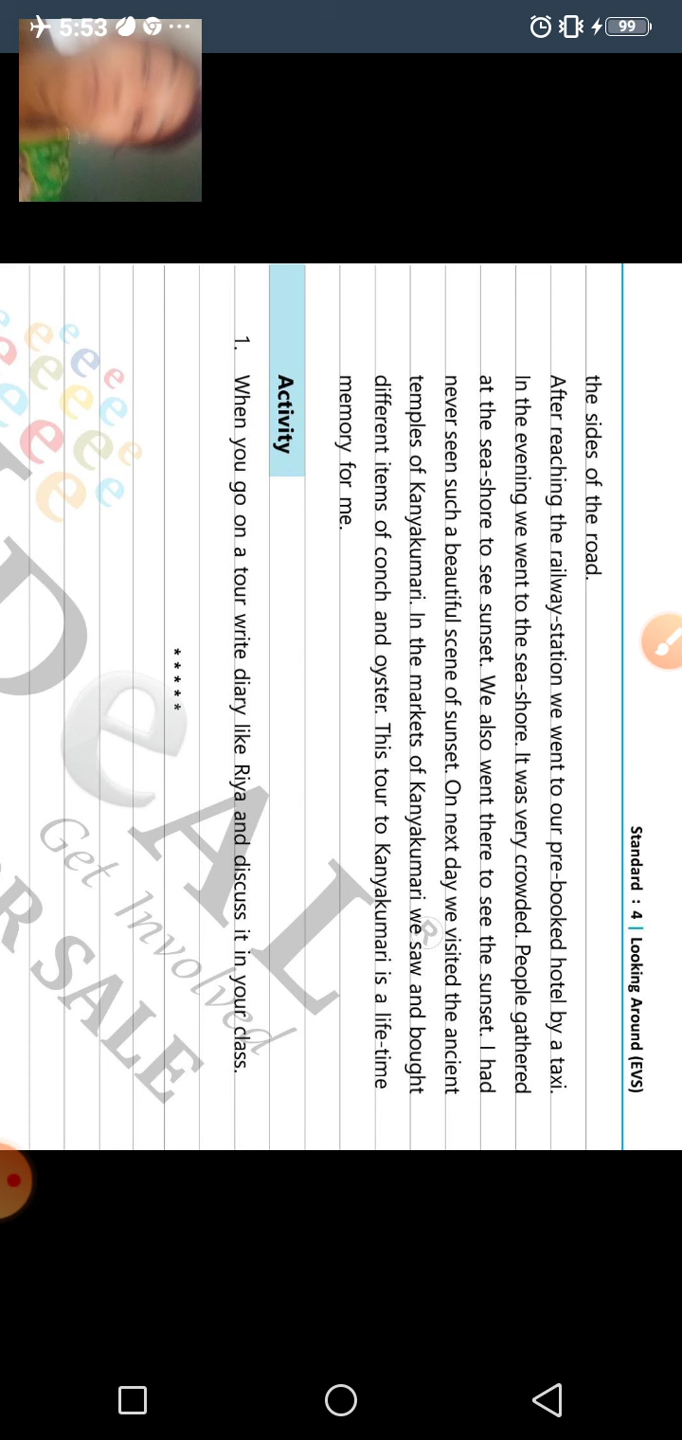 5:53
99
Standard : 4 | Looking Around (EVS)
the sides of the road.
After reaching the railway-station we went to our pre-booked hotel by a taxi.
In the evening we went to the sea-shore. It was very crowded. People gathered
at the sea-shore to see sunset. We also went there to see the sunset. I had
never seen such a beautiful scene of sunset. On next day we visited the ancient
temples of Kanyakumari. In the markets of Kanyakumari we saw and bought
different items of conch and oyster. This tour to Kanyakumari is a life-time
memory for me.
Activity
1. When you go on a tour write diary like Riya and discuss it in your class.
*****
IDeAL
®
Get Involved
R SALE